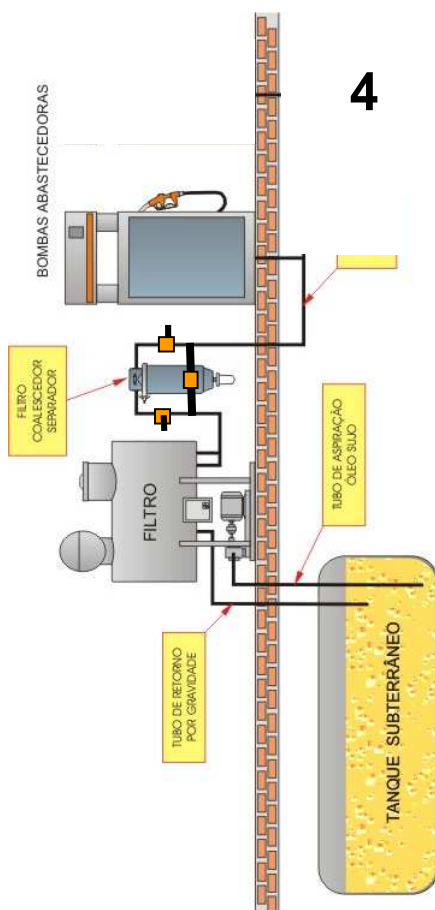 4
BOMBAS ABASTECEDORAS
FILTRO
COALESCEDOR
SEPARADOR
FILTRO
TUBO DE ASPIRAÇÃO
ÓLEO SUJO
TUBO DE RETORNO
POR GRAVIDADE
TANQUE SUBTERRÂNEO